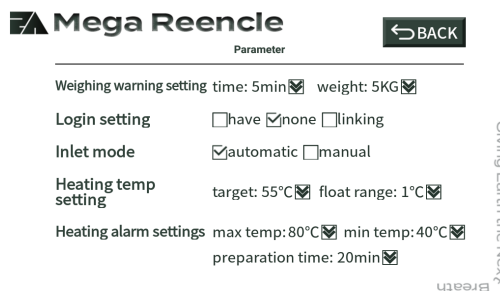 Mega Reencle
BACK
Parameter
Weighing warning setting time: 5min weight: 5KG
Login setting have none linking
Inlet mode automatic manual
Heating temp
setting
target: 55°C float range: 1°C
Heating alarm settings max temp: 80°C min temp: 40°C
preparation time: 20min
Breath